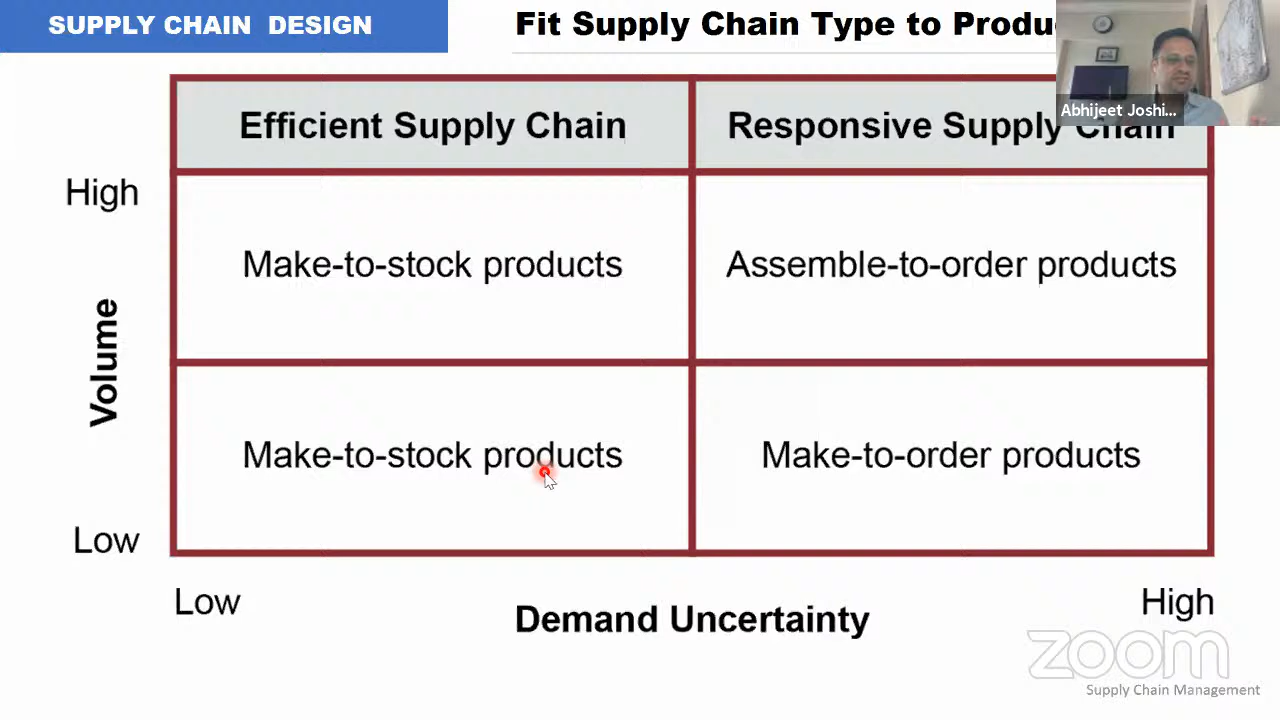 SUPPLY CHAIN DESIGN
Fit Supply Chain Type to
Abhijeet Joshi...
Efficient Supply Chain
Responsive Supply Chain
High
Make-to-stock products
Assemble-to-order products
Volume
Make-to-stock products
Make-to-order products
Low
Low
Demand Uncertainty
High
zoom
Supply Chain Management